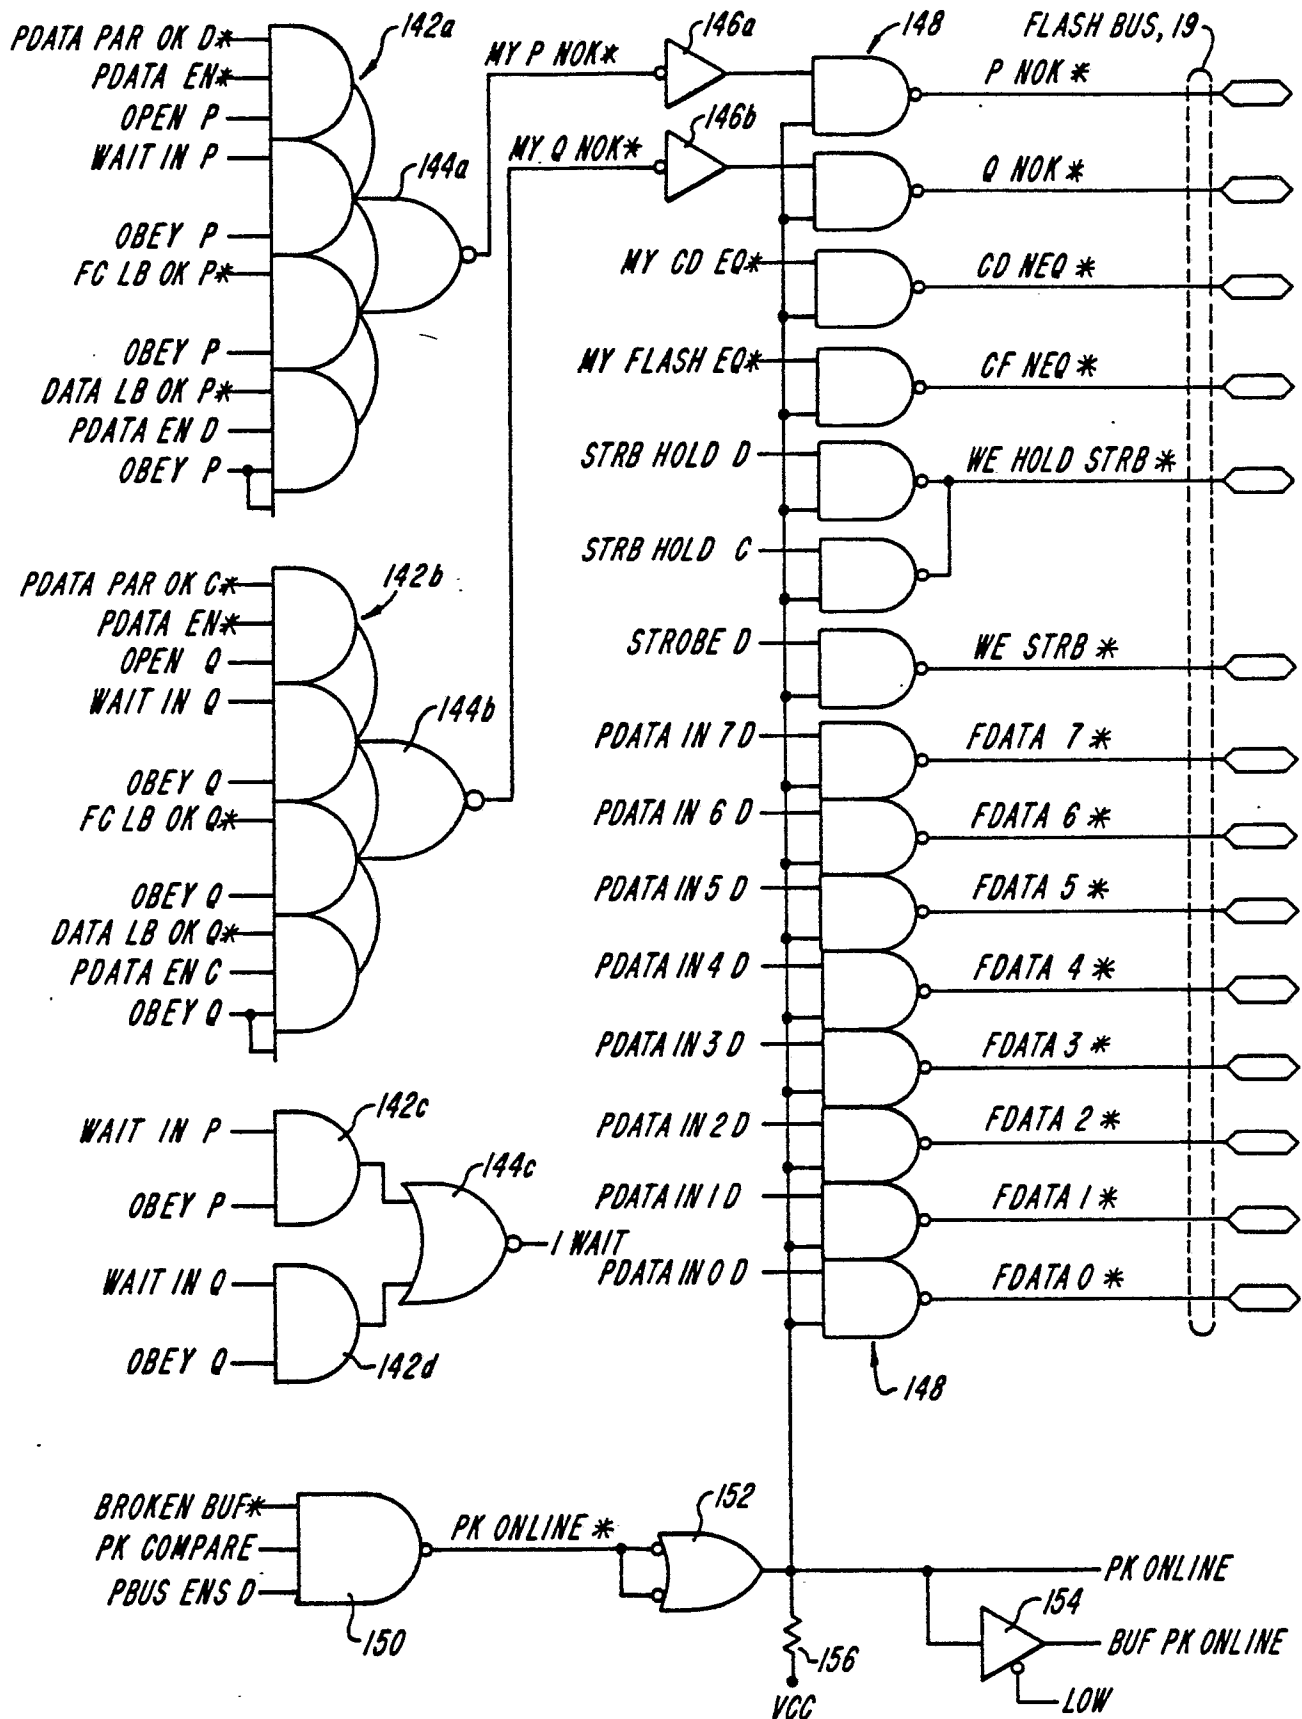 PDATA PAR OK D*
PDATA EN*
OPEN P
WAIT IN P
OBEY P
FC LB OK P*
OBEY P
DATA LB OK P*
PDATA EN D
OBEY P
142a
144a
MY P NOK*
MY Q NOK*
146a
146b
148
FLASH BUS, 19
P NOK *
Q NOK *
MY CD EQ*
CD NEQ *
MY FLASH EQ*
CF NEQ *
STRB HOLD D
WE HOLD STRB *
STRB HOLD C
STROBE D
WE STRB *
PDATA IN 7 D
FDATA 7 *
PDATA IN 6 D
FDATA 6 *
PDATA IN 5 D
FDATA 5 *
PDATA IN 4 D
FDATA 4 *
PDATA IN 3 D
FDATA 3 *
PDATA IN 2 D
FDATA 2 *
PDATA IN 1 D
FDATA 1 *
PDATA IN 0 D
FDATA 0 *
148
PDATA PAR OK C*
PDATA EN*
OPEN Q
WAIT IN Q
OBEY Q
FC LB OK Q*
OBEY Q
DATA LB OK Q*
PDATA EN C
OBEY Q
142b
144b
WAIT IN P
OBEY P
142c
144c
I WAIT
WAIT IN Q
OBEY Q
142d
BROKEN BUF*
PK COMPARE
PBUS ENS D
150
PK ONLINE *
152
PK ONLINE
154
BUF PK ONLINE
LOW
156
VCC